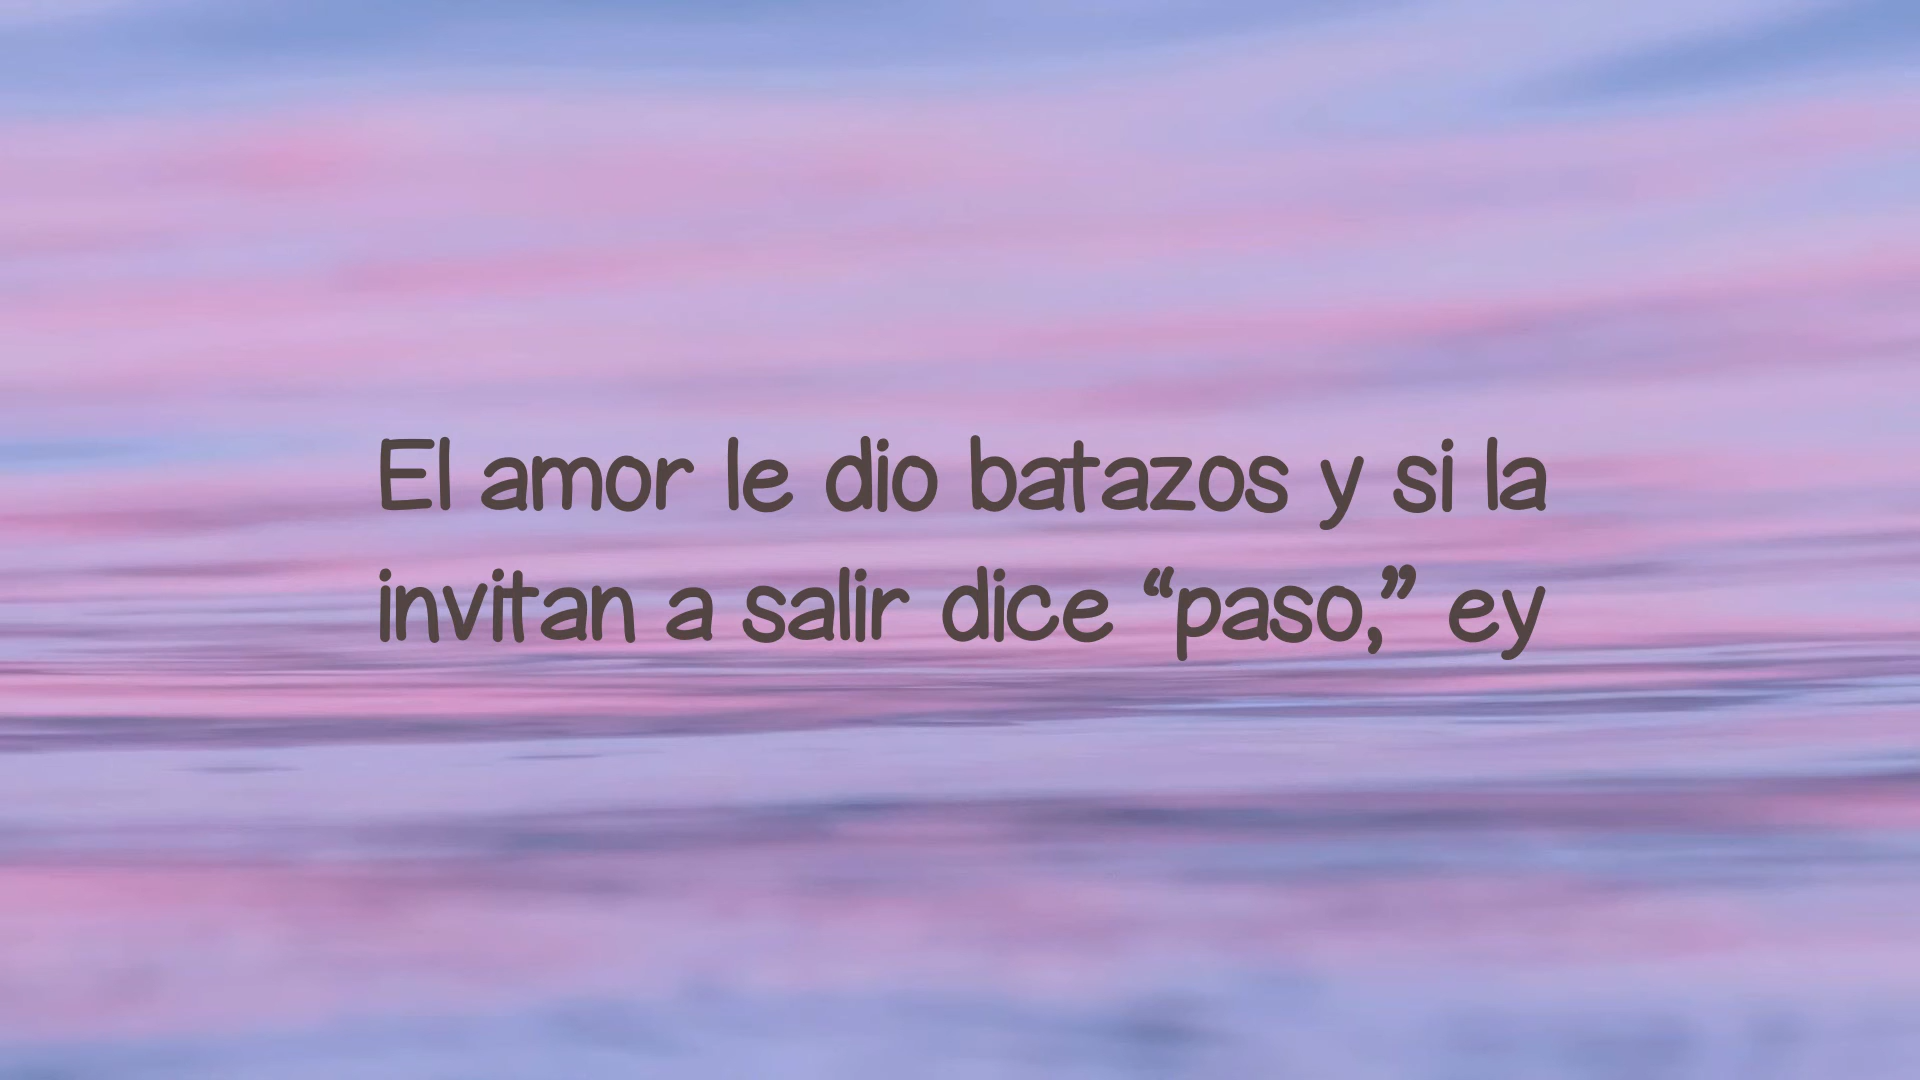 El amor le dio batazos y si la
invitan a salir dice “paso,” ey